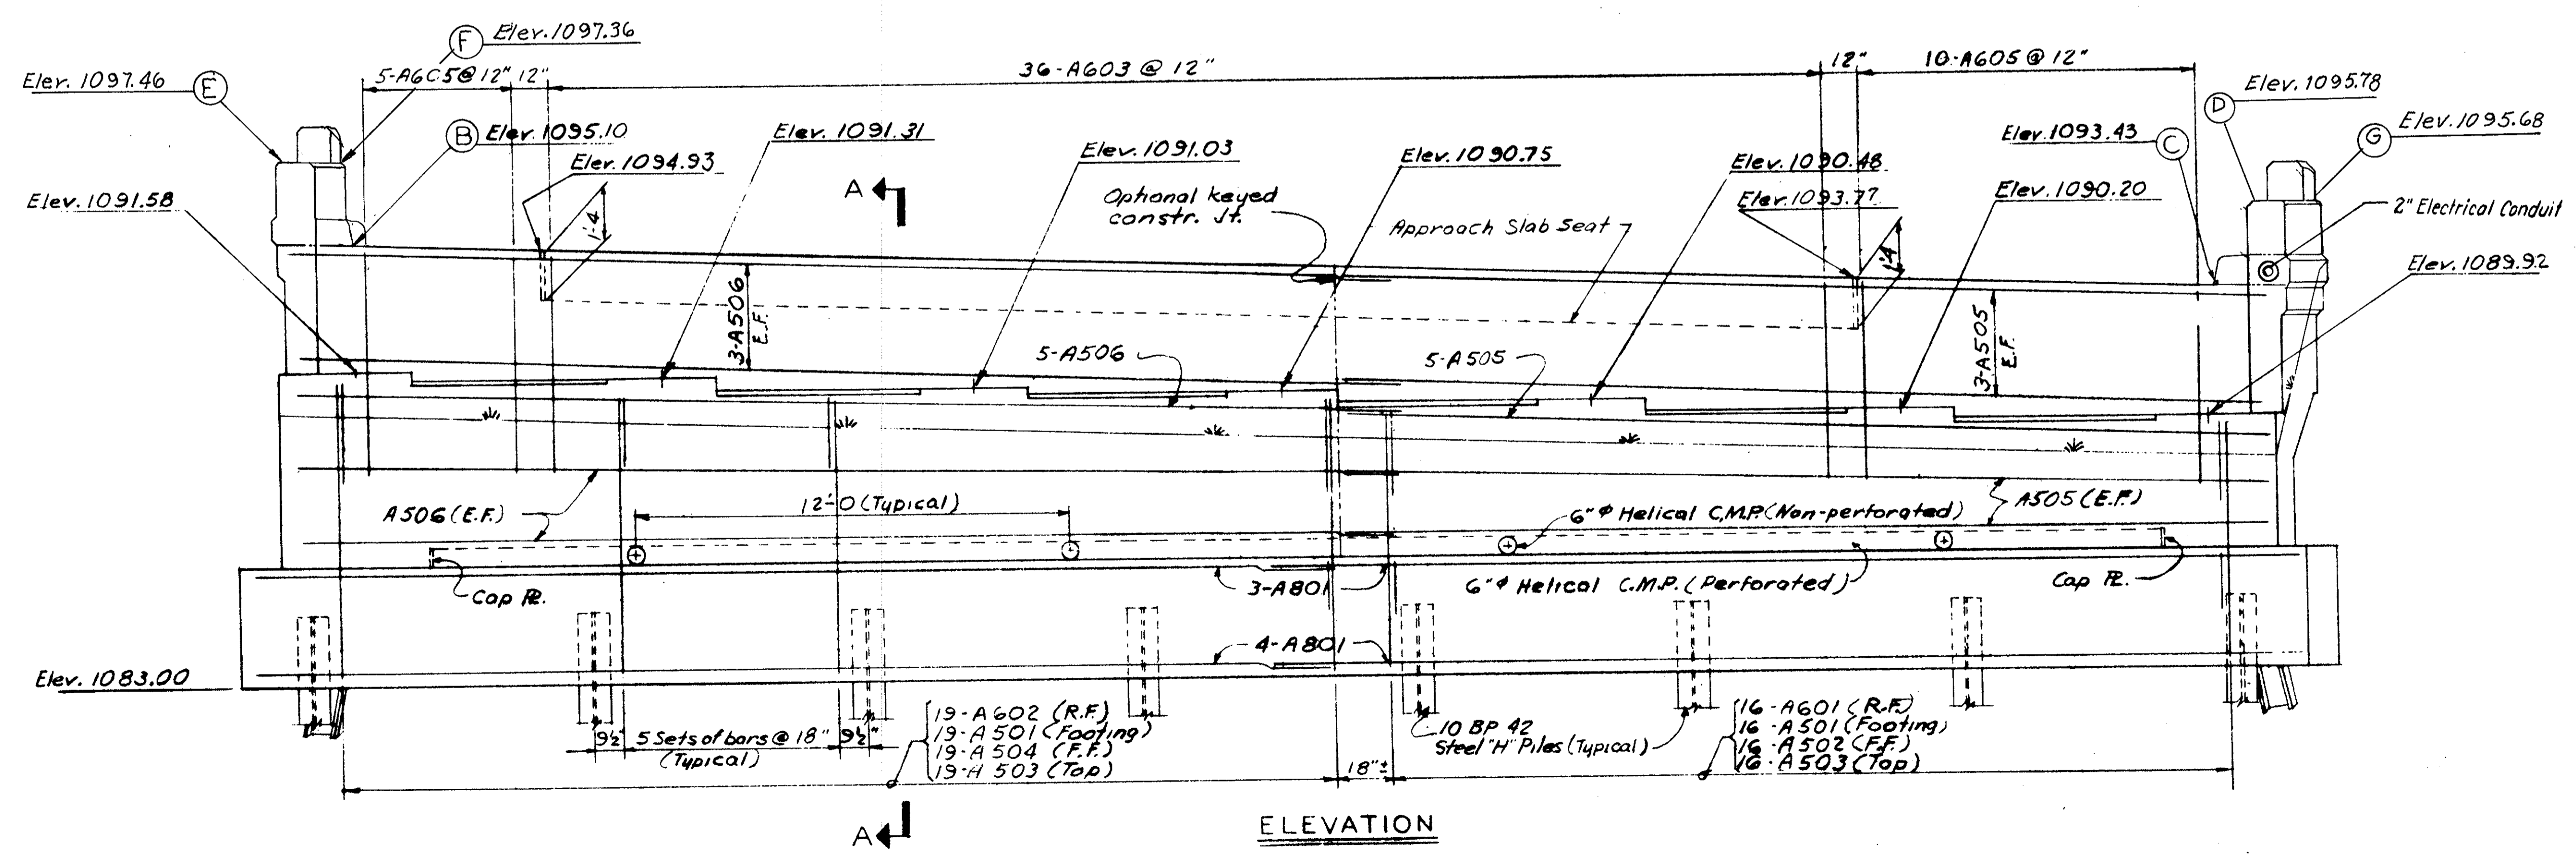 F Elev. 1097.36
Elev. 1097.46 E
5-A6C5@12" 12"
36-A603 @ 12"
12"
10-A605@12"
D Elev. 1095.78
G Elev. 1095.68
B Elev. 1095.10
Elev. 1091.31
Elev. 1091.03
Elev. 1090.75
Elev. 1090.48
Elev. 1093.43 C
Elev. 1094.93
Elev. 1093.77
Elev. 1090.20
Elev. 1091.58
A
1'-4
1'-4
Optional keyed
constr. Jt.
Approach Slab Seat
2" Electrical Conduit
Elev. 1089.92
3-A506
E.F.
3-A505
E.F.
5-A506
5-A505
A506 (E.F.)
12'-0 (Typical)
6"φ Helical C.M.P. (Non-perforated)
A505 (E.F.)
Cap PL.
3-A801
6"φ Helical C.M.P. (Perforated)
Cap PL.
4-A801
Elev. 1083.00
9½" 5 Sets of bars @ 18" 9½"
(Typical)
19-A602 (R.F.)
19-A501 (Footing)
19-A504 (F.F.)
19-A503 (Top)
10 BP 42
Steel "H" Piles (Typical)
16-A601 (R.F.)
16-A501 (Footing)
16-A502 (F.F.)
16-A503 (Top)
18"±
A
ELEVATION